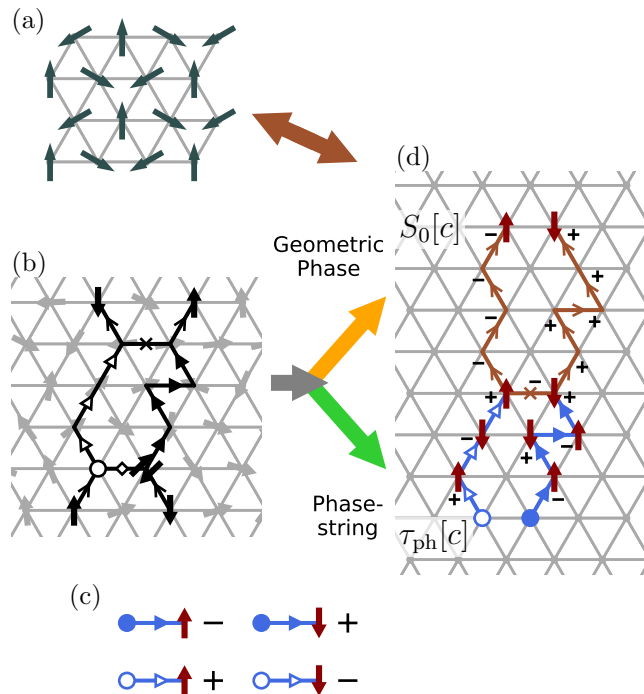 (a)
(d)
S₀[c]
Geometric
Phase
(b)
Phase-
string
τₚₕ[c]
(c)
− +
+ −
− +
− +
− + +
− +
+ − +
− −
+
+ −